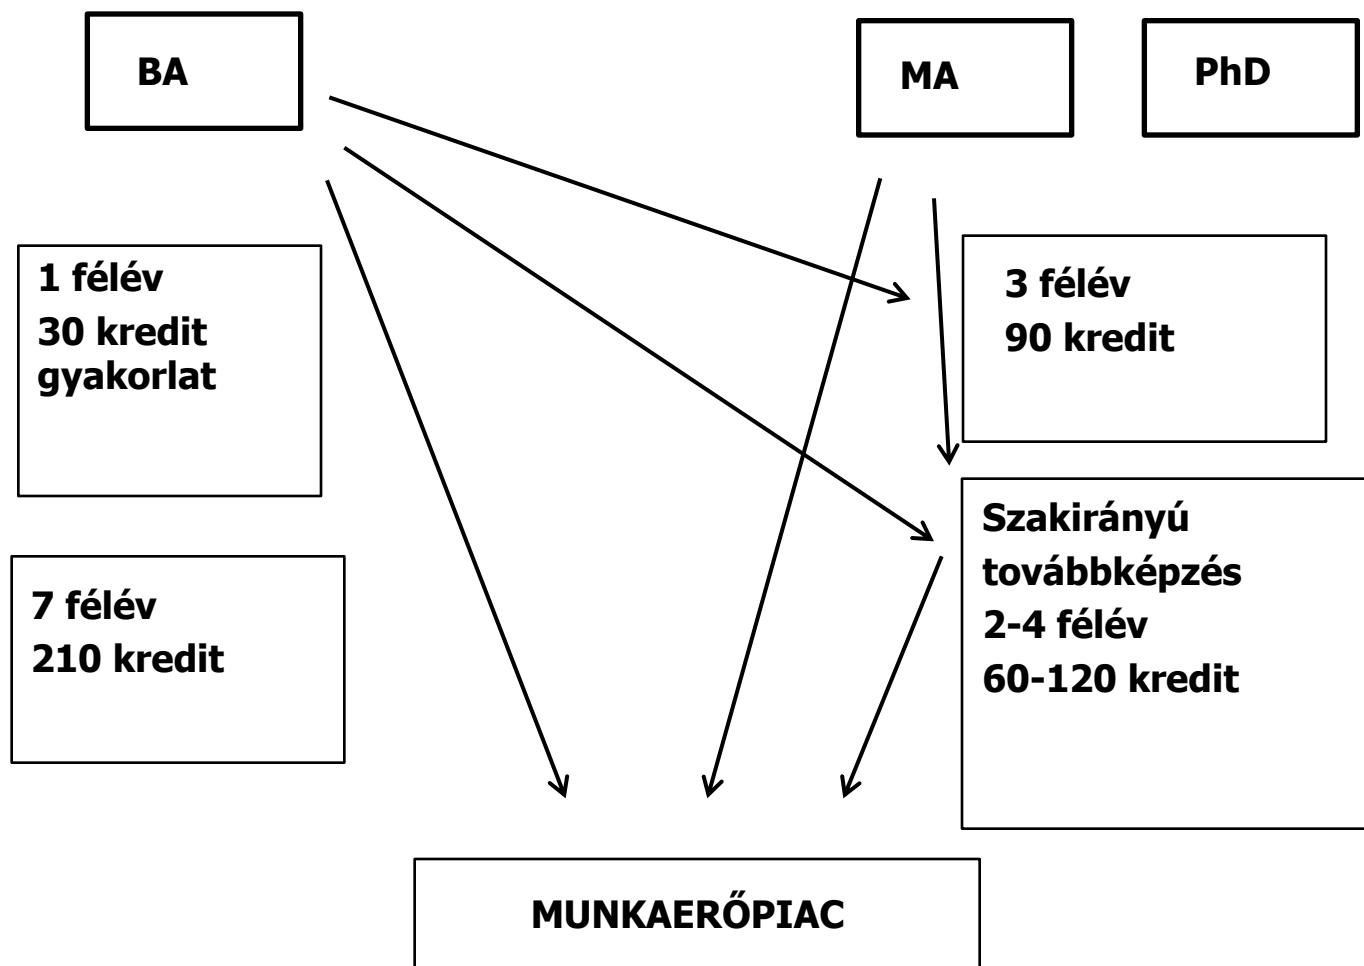 BA
MA
PhD
1 félév
30 kredit
gyakorlat
3 félév
90 kredit
7 félév
210 kredit
Szakirányú
továbbképzés
2-4 félév
60-120 kredit
MUNKAERŐPIAC